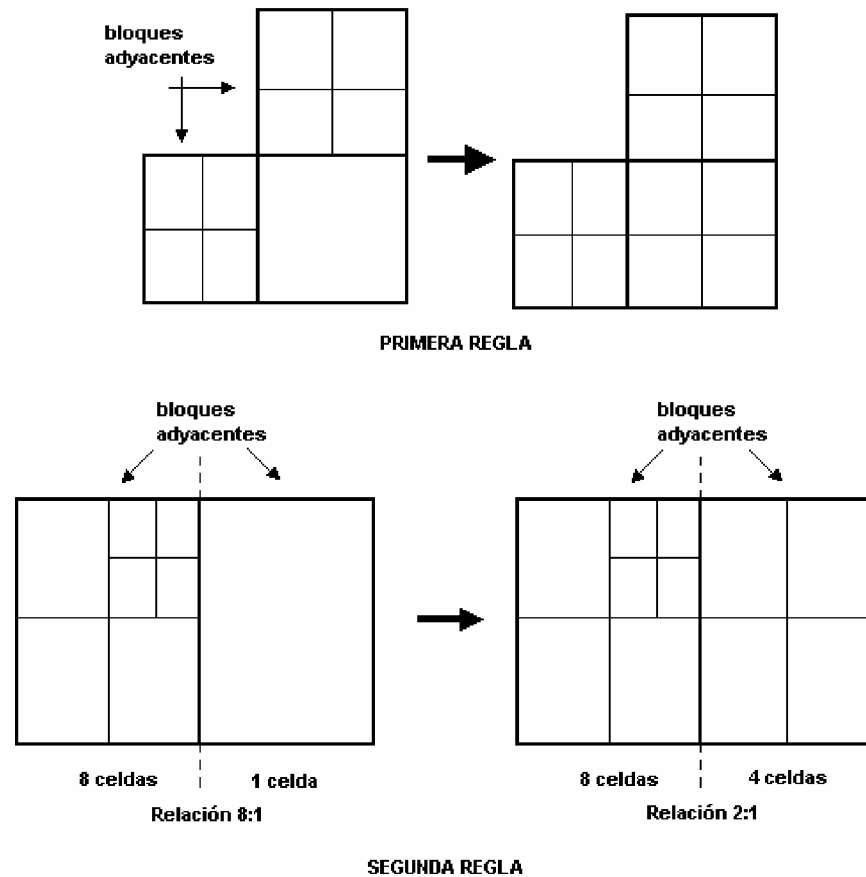 bloques
adyacentes
PRIMERA REGLA
bloques
adyacentes
bloques
adyacentes
8 celdas
1 celda
8 celdas
4 celdas
Relación 8:1
Relación 2:1
SEGUNDA REGLA